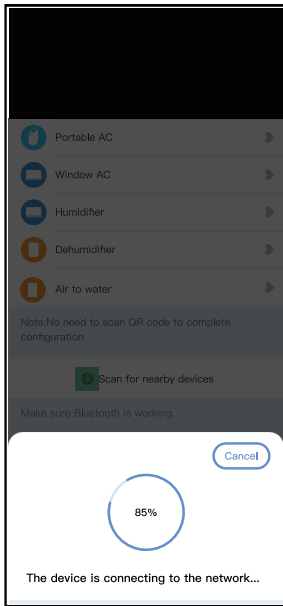 Portable AC
Window AC
Humidifier
Dehumidifier
Air to water
Note:No need to scan QR code to complete
configuration
Scan for nearby devices
Make sure Bluetooth is working.
Cancel
85%
The device is connecting to the network...